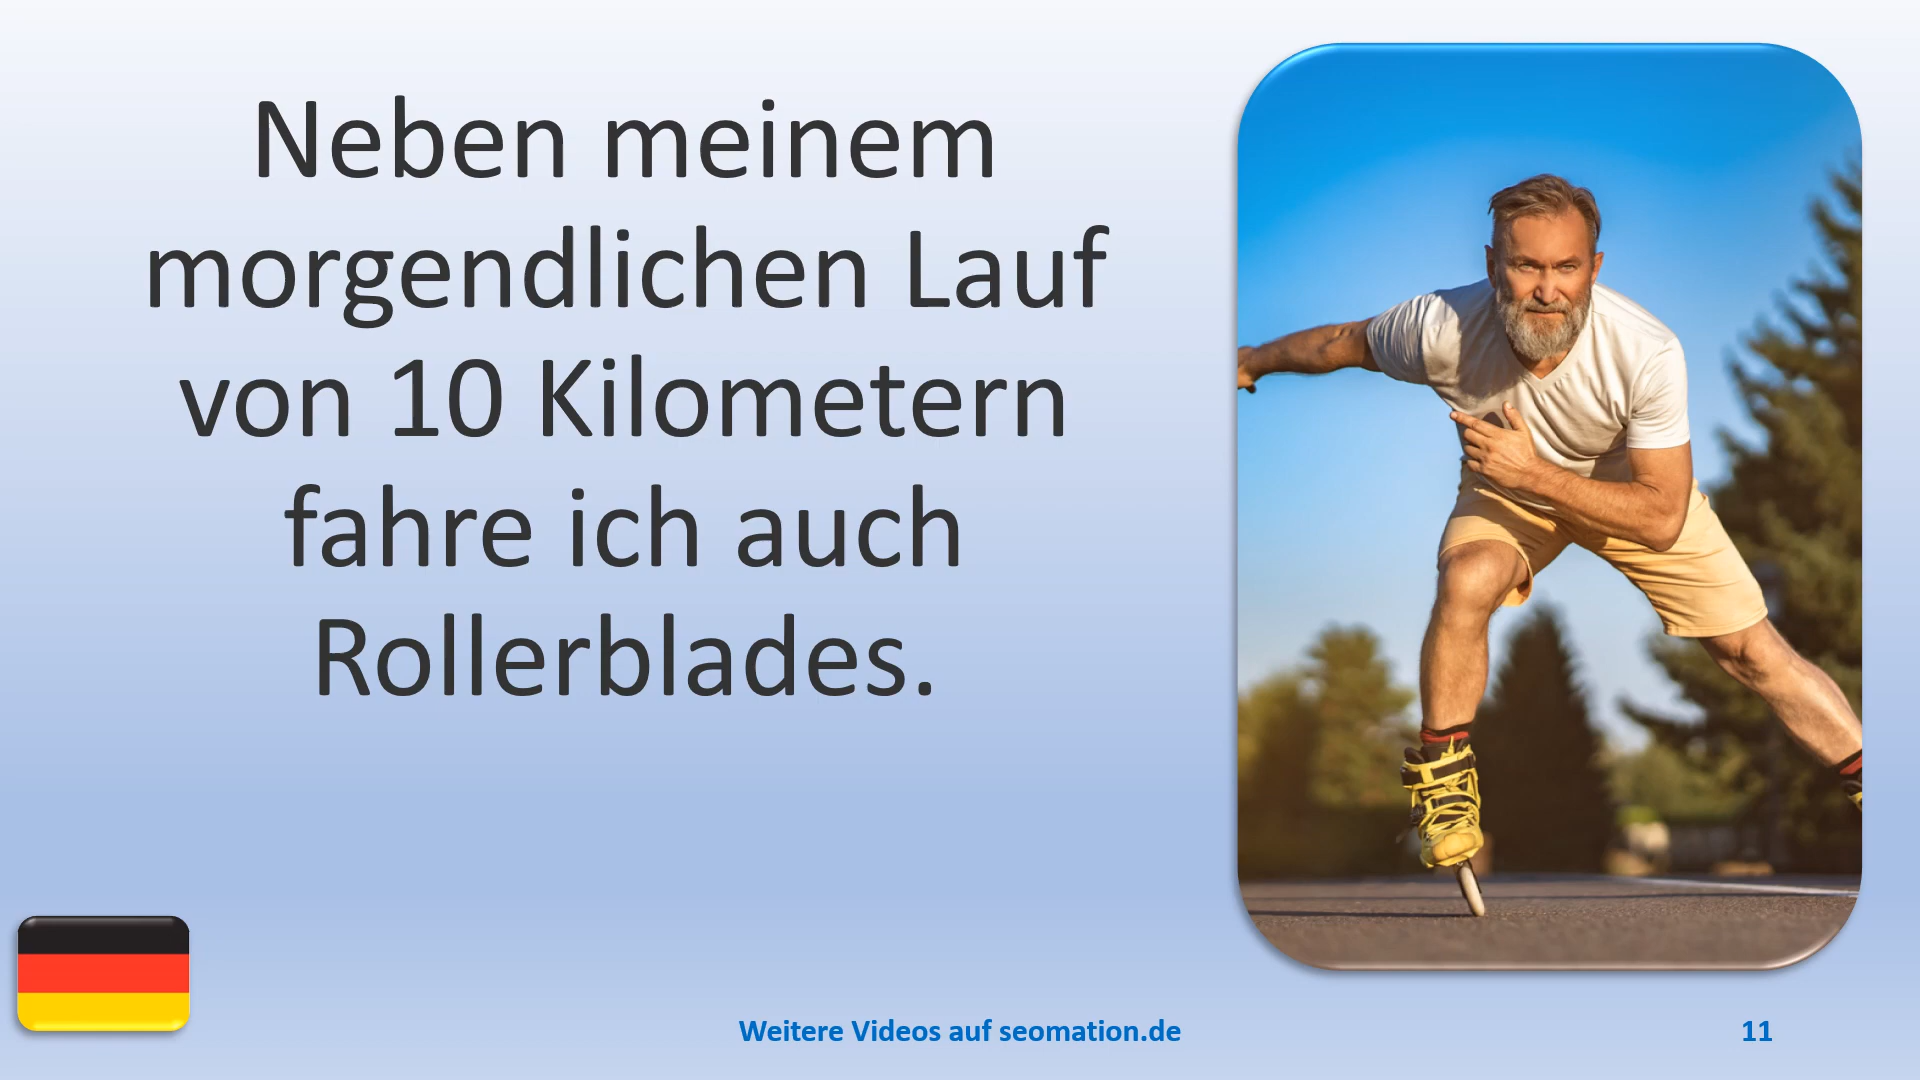 Neben meinem
morgendlichen Lauf
von 10 Kilometern
fahre ich auch
Rollerblades.
Weitere Videos auf seomation.de
11